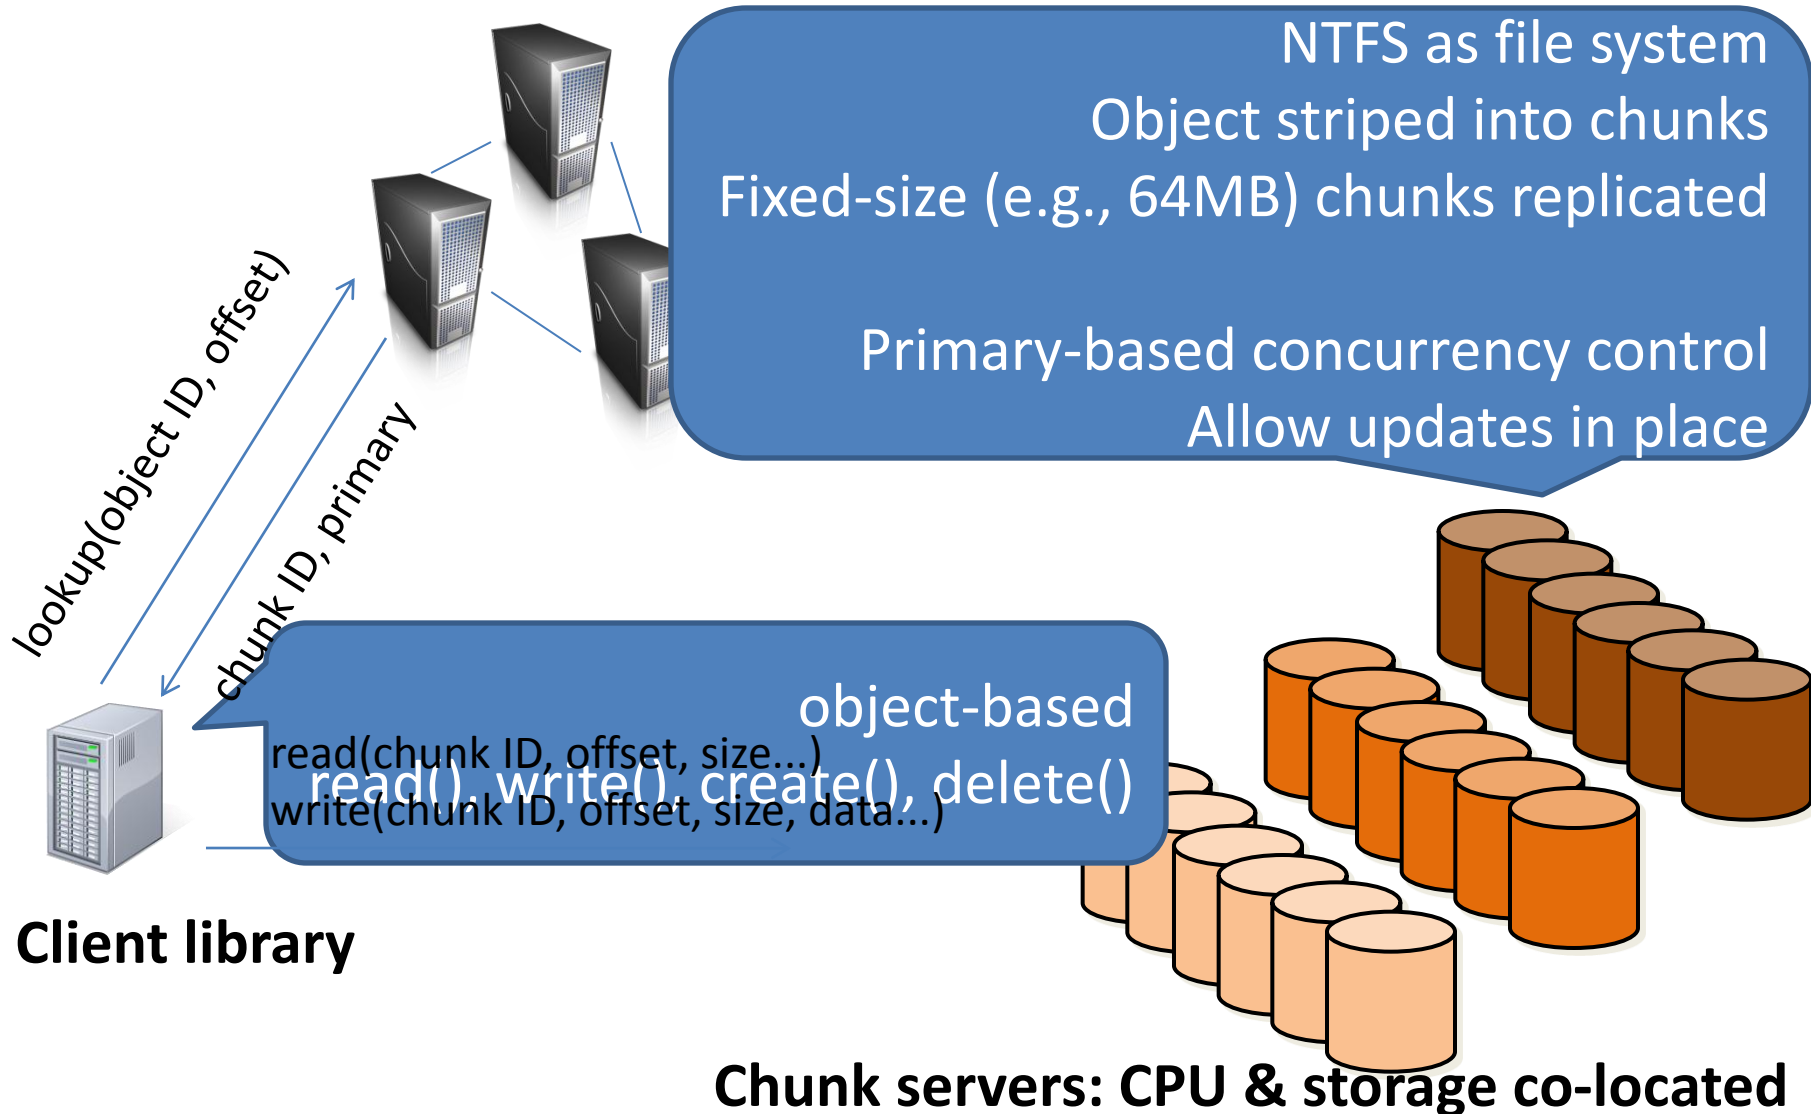 NTFS as file system
Object striped into chunks
Fixed-size (e.g., 64MB) chunks replicated
Primary-based concurrency control
Allow updates in place
lookup(object ID, offset)
chunk ID, primary
object-based
read(), write(), create(), delete()
read(chunk ID, offset, size...)
write(chunk ID, offset, size, data...)
Client library
Chunk servers: CPU & storage co-located